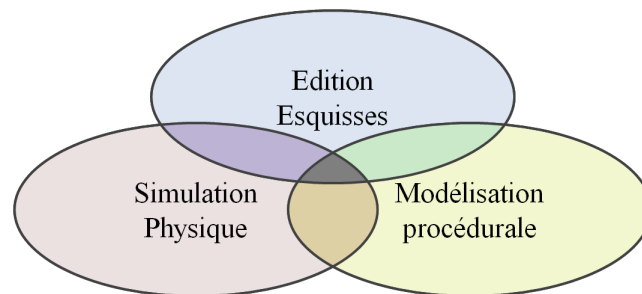 Edition
Esquisses
Simulation
Physique
Modélisation
procédurale